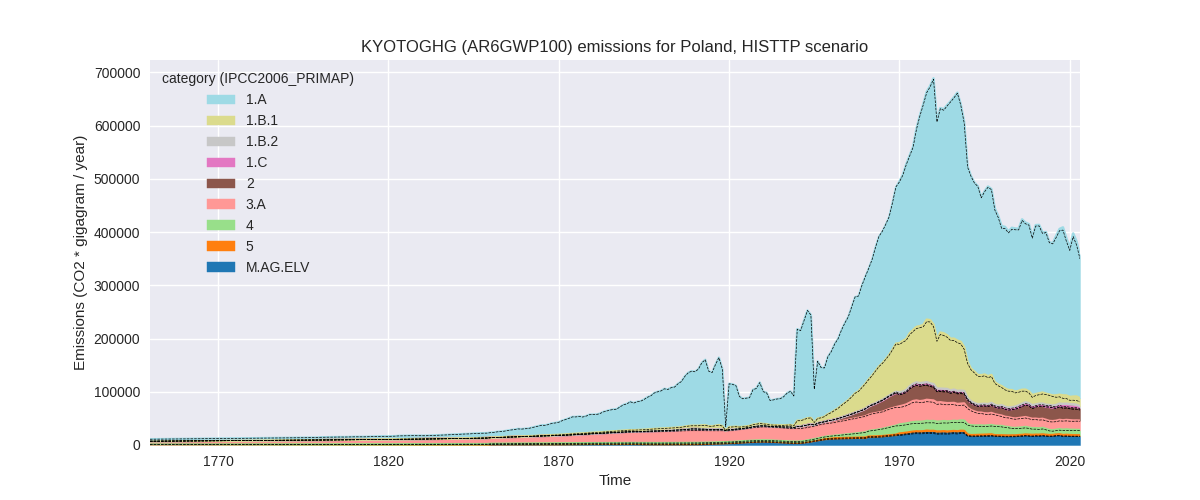 KYOTOGHG (AR6GWP100) emissions for Poland, HISTTP scenario
700000
600000
500000
400000
300000
200000
100000
0
Emissions (CO2 * gigagram / year)
category (IPCC2006_PRIMAP)
1.A
1.B.1
1.B.2
1.C
2
3.A
4
5
M.AG.ELV
1770
1820
1870
1920
1970
2020
Time